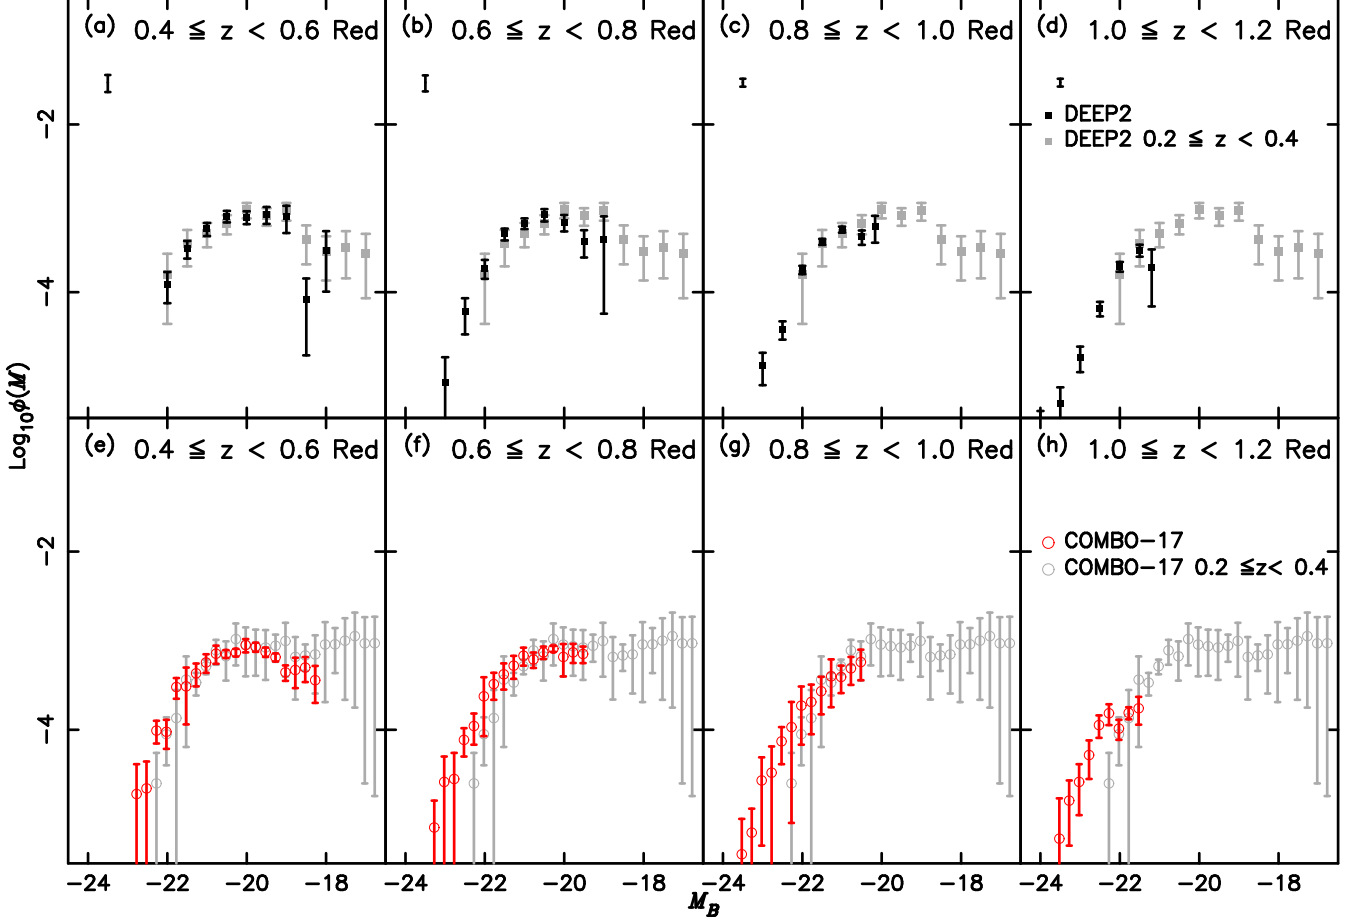 (a) 0.4 ≦ z < 0.6 Red
(b) 0.6 ≦ z < 0.8 Red
(c) 0.8 ≦ z < 1.0 Red
(d) 1.0 ≦ z < 1.2 Red
DEEP2
DEEP2 0.2 ≦ z < 0.4
−2
−4
Log₁₀ϕ(M)
(e) 0.4 ≦ z < 0.6 Red
(f) 0.6 ≦ z < 0.8 Red
(g) 0.8 ≦ z < 1.0 Red
(h) 1.0 ≦ z < 1.2 Red
COMBO−17
COMBO−17 0.2 ≦z< 0.4
−2
−4
−24 −22 −20 −18
−24 −22 −20 −18
−24 −22 −20 −18
−24 −22 −20 −18
M_B